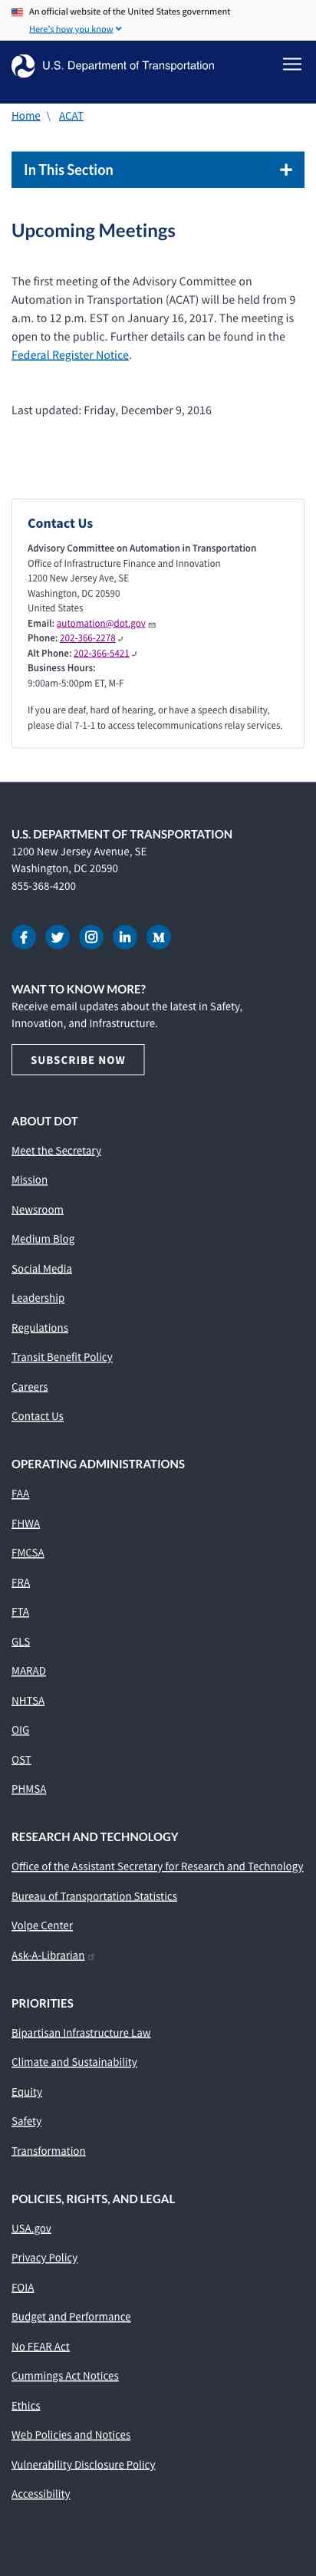 An official website of the United States government
Here's how you know
U.S. Department of Transportation
Home \ ACAT
In This Section
Upcoming Meetings
The first meeting of the Advisory Committee on
Automation in Transportation (ACAT) will be held from 9
a.m. to 12 p.m. EST on January 16, 2017. The meeting is
open to the public. Further details can be found in the
Federal Register Notice.
Last updated: Friday, December 9, 2016
Contact Us
Advisory Committee on Automation in Transportation
Office of Infrastructure Finance and Innovation
1200 New Jersey Ave, SE
Washington, DC 20590
United States
Email: automation@dot.gov
Phone: 202-366-2278
Alt Phone: 202-366-5421
Business Hours:
9:00am-5:00pm ET, M-F
If you are deaf, hard of hearing, or have a speech disability,
please dial 7-1-1 to access telecommunications relay services.
U.S. DEPARTMENT OF TRANSPORTATION
1200 New Jersey Avenue, SE
Washington, DC 20590
855-368-4200
WANT TO KNOW MORE?
Receive email updates about the latest in Safety,
Innovation, and Infrastructure.
SUBSCRIBE NOW
ABOUT DOT
Meet the Secretary
Mission
Newsroom
Medium Blog
Social Media
Leadership
Regulations
Transit Benefit Policy
Careers
Contact Us
OPERATING ADMINISTRATIONS
FAA
FHWA
FMCSA
FRA
FTA
GLS
MARAD
NHTSA
OIG
OST
PHMSA
RESEARCH AND TECHNOLOGY
Office of the Assistant Secretary for Research and Technology
Bureau of Transportation Statistics
Volpe Center
Ask-A-Librarian
PRIORITIES
Bipartisan Infrastructure Law
Climate and Sustainability
Equity
Safety
Transformation
POLICIES, RIGHTS, AND LEGAL
USA.gov
Privacy Policy
FOIA
Budget and Performance
No FEAR Act
Cummings Act Notices
Ethics
Web Policies and Notices
Vulnerability Disclosure Policy
Accessibility